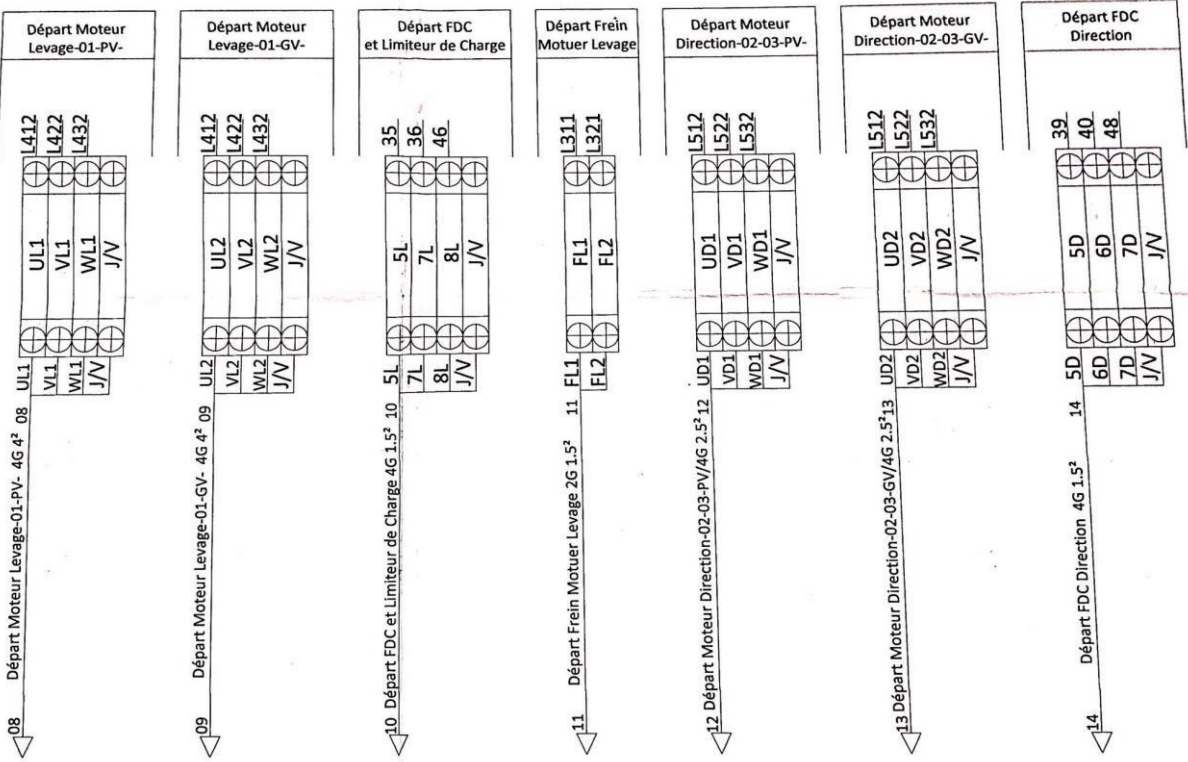 Départ Moteur
Levage-01-PV-
L412
L422
L432
UL1
VL1
WL1
J/V
UL1
VL1
WL1
J/V
08
Départ Moteur Levage-01-PV- 4G 4²
08
Départ Moteur
Levage-01-GV-
L412
L422
L432
UL2
VL2
WL2
J/V
UL2
VL2
WL2
J/V
09
Départ Moteur Levage-01-GV- 4G 4²
09
Départ FDC
et Limiteur de Charge
35
36
46
5L
7L
8L
J/V
5L
7L
8L
J/V
10
Départ FDC et Limiteur de Charge 4G 1.5²
10
Départ Frein
Motuer Levage
L311
L321
FL1
FL2
FL1
FL2
11
Départ Frein Motuer Levage 2G 1.5²
11
Départ Moteur
Direction-02-03-PV-
L512
L522
L532
UD1
VD1
WD1
J/V
UD1
VD1
WD1
J/V
12
Départ Moteur Direction-02-03-PV/4G 2.5²
12
Départ Moteur
Direction-02-03-GV-
L512
L522
L532
UD2
VD2
WD2
J/V
UD2
VD2
WD2
J/V
13
Départ Moteur Direction-02-03-GV/4G 2.5²
13
Départ FDC
Direction
39
40
48
5D
6D
7D
J/V
5D
6D
7D
J/V
14
Départ FDC Direction 4G 1.5²
14